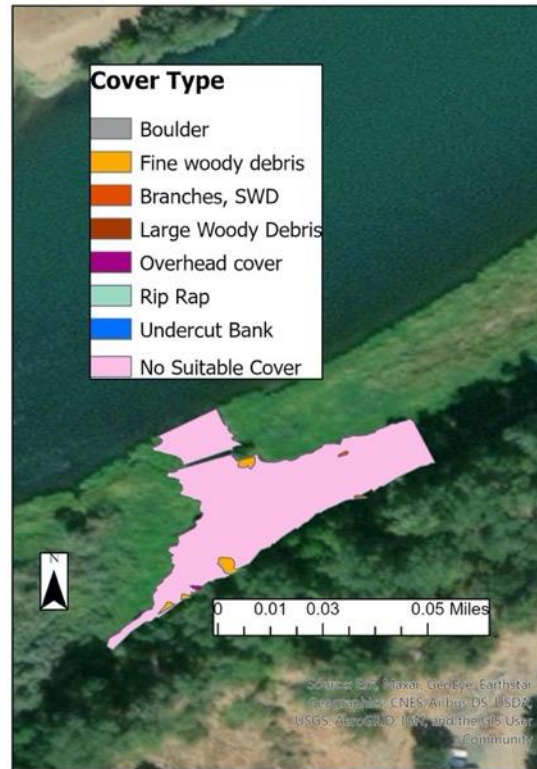 Cover Type
Boulder
Fine woody debris
Branches, SWD
Large Woody Debris
Overhead cover
Rip Rap
Undercut Bank
No Suitable Cover
N
0 0.01 0.03 0.05 Miles
Source: Esri, Maxar, GeoEye, Earthstar
Geographics, CNES/Airbus DS, USDA,
USGS, AeroGRID, IGN, and the GIS User
Community